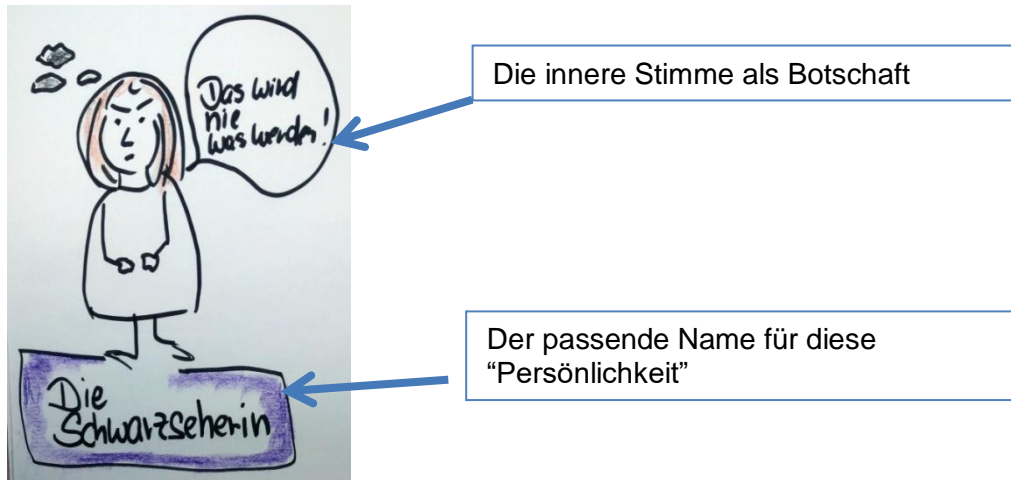 Das wird
nie
was werden!
Die innere Stimme als Botschaft
Der passende Name für diese
“Persönlichkeit”
Die
Schwarzseherin